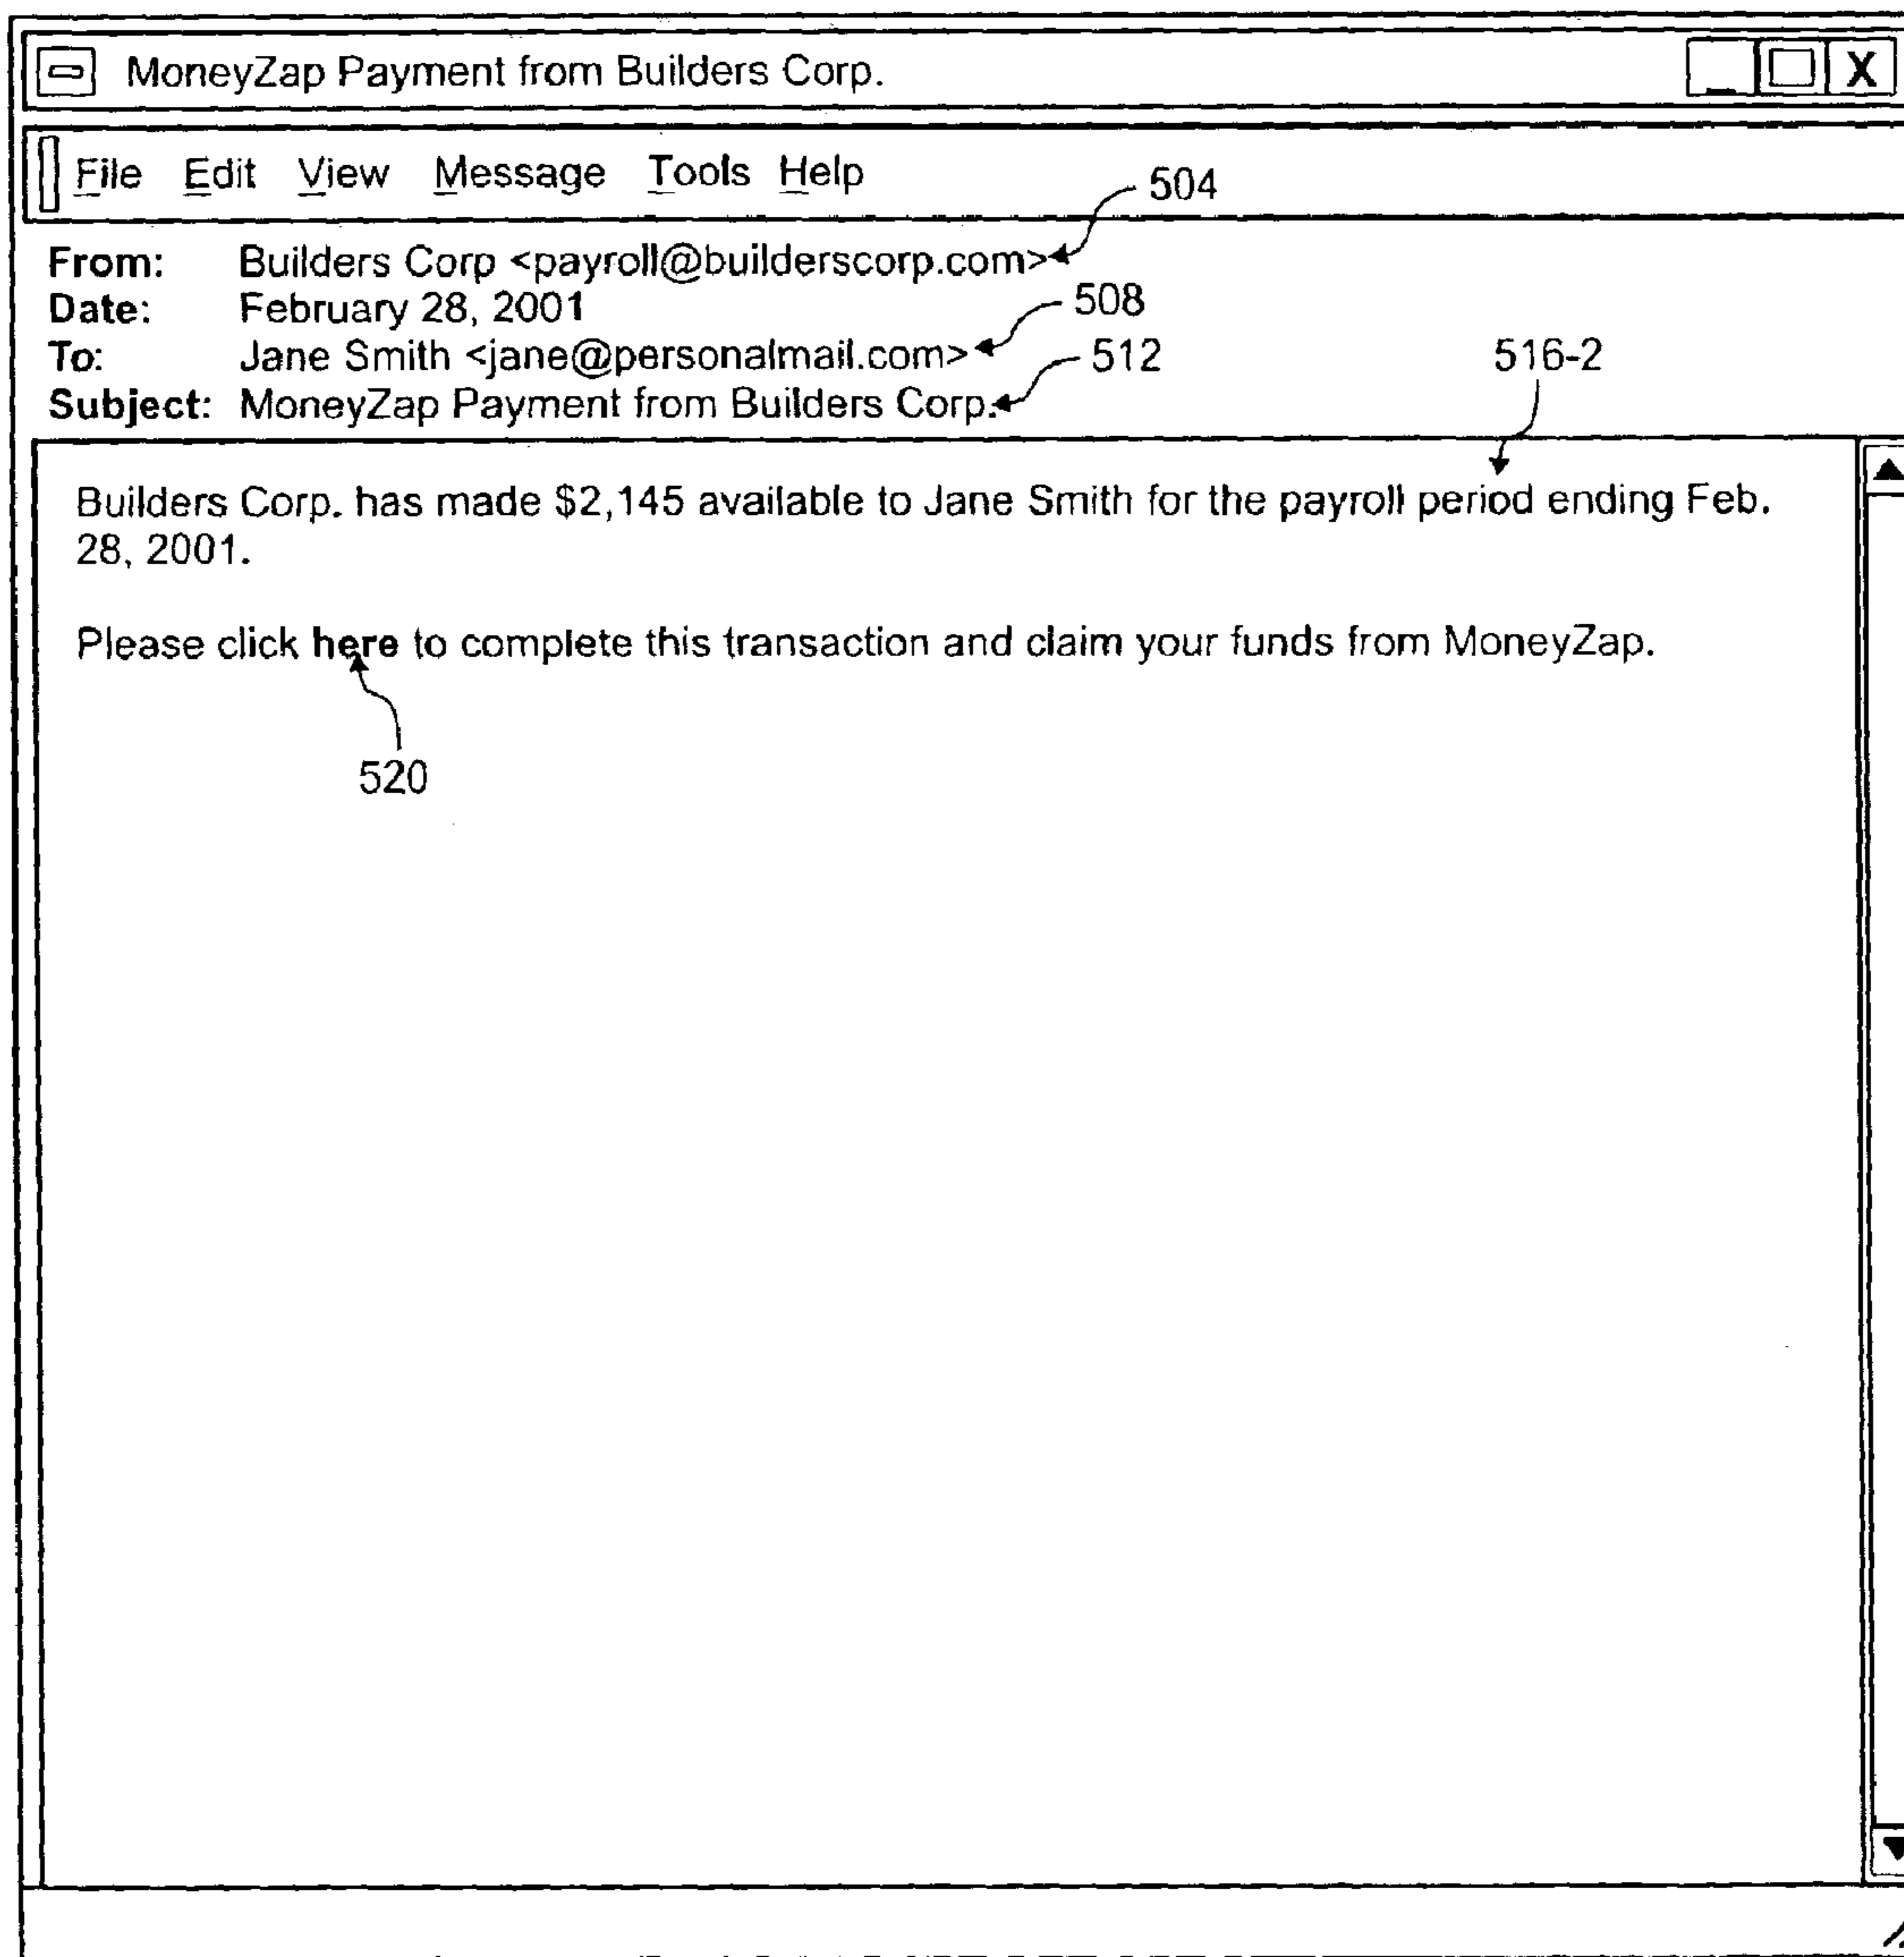 MoneyZap Payment from Builders Corp. X
File Edit View Message Tools Help
504
From: Builders Corp <payroll@builderscorp.com>
Date: February 28, 2001
508
To: Jane Smith <jane@personalmail.com>
512
516-2
Subject: MoneyZap Payment from Builders Corp.
Builders Corp. has made $2,145 available to Jane Smith for the payroll period ending Feb.
28, 2001.
Please click here to complete this transaction and claim your funds from MoneyZap.
520